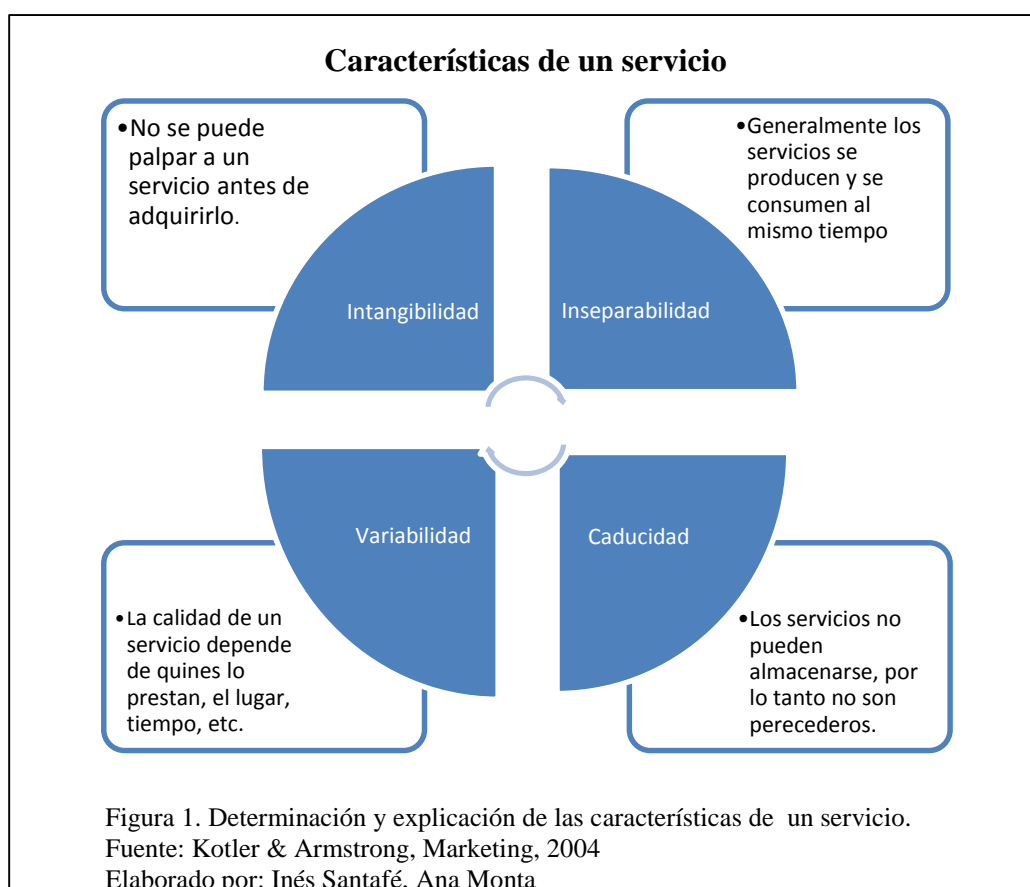 Características de un servicio
•No se puede
palpar a un
servicio antes de
adquirirlo.
•Generalmente los
servicios se
producen y se
consumen al
mismo tiempo
Intangibilidad
Inseparabilidad
Variabilidad
Caducidad
•La calidad de un
servicio depende
de quines lo
prestan, el lugar,
tiempo, etc.
•Los servicios no
pueden
almacenarse, por
lo tanto no son
perecederos.
Figura 1. Determinación y explicación de las características de  un servicio.
Fuente: Kotler & Armstrong, Marketing, 2004
Elaborado por: Inés Santafé, Ana Monta